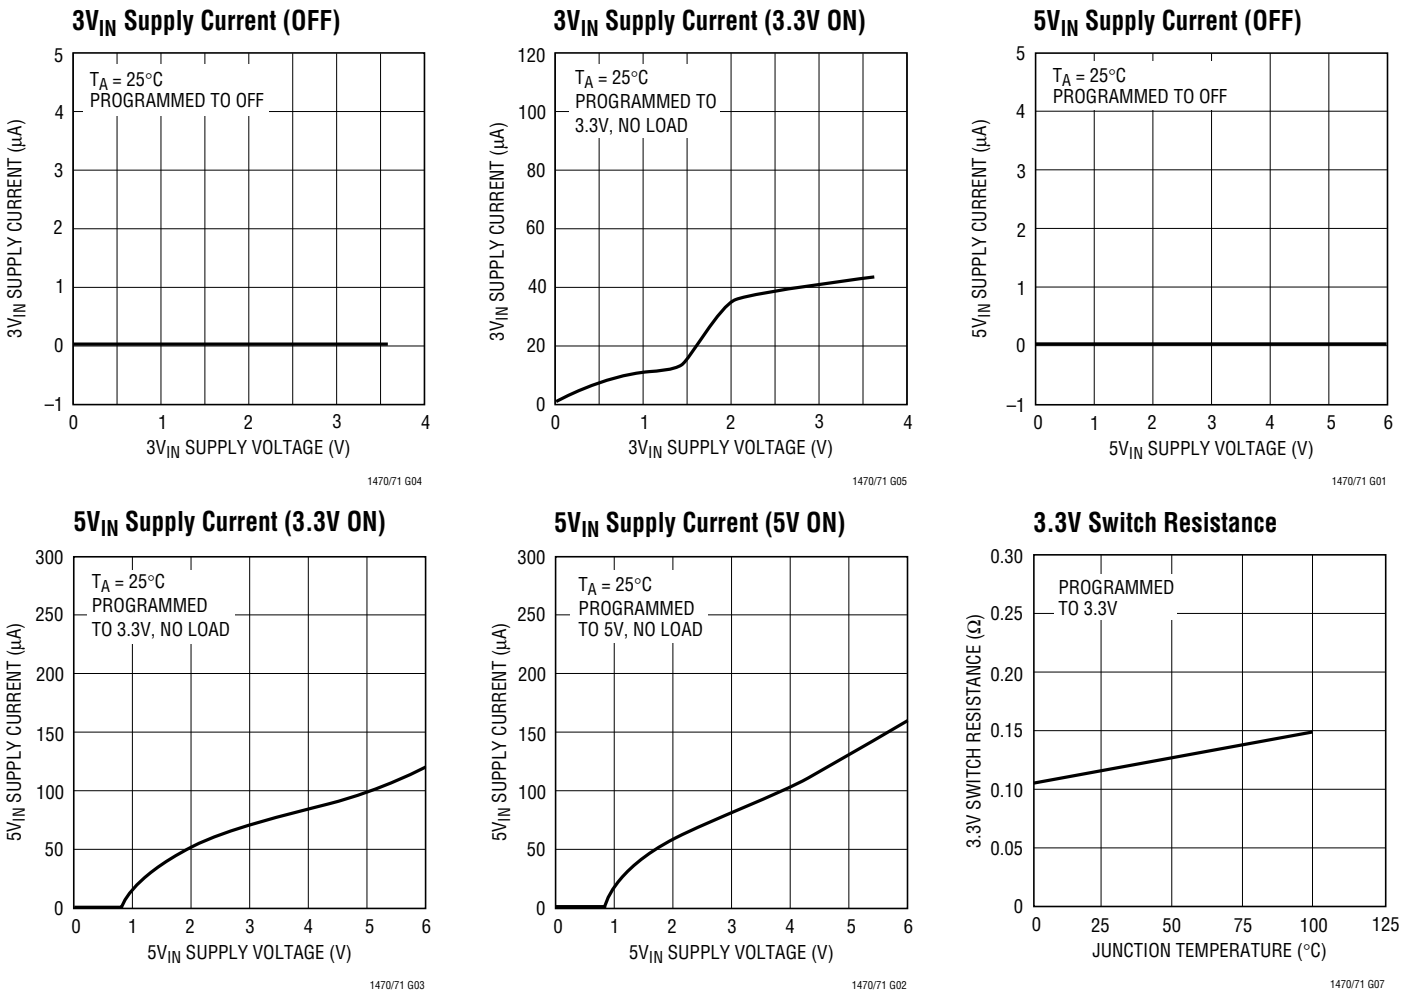 3VIN Supply Current (OFF)
5
4
3
2
1
0
–1
3VIN SUPPLY CURRENT (µA)
TA = 25°C
PROGRAMMED TO OFF
0 1 2 3 4
3VIN SUPPLY VOLTAGE (V)
1470/71 G04
3VIN Supply Current (3.3V ON)
120
100
80
60
40
20
0
3VIN SUPPLY CURRENT (µA)
TA = 25°C
PROGRAMMED TO
3.3V, NO LOAD
0 1 2 3 4
3VIN SUPPLY VOLTAGE (V)
1470/71 G05
5VIN Supply Current (OFF)
5
4
3
2
1
0
–1
5VIN SUPPLY CURRENT (µA)
TA = 25°C
PROGRAMMED TO OFF
0 1 2 3 4 5 6
5VIN SUPPLY VOLTAGE (V)
1470/71 G01
5VIN Supply Current (3.3V ON)
300
250
200
150
100
50
0
5VIN SUPPLY CURRENT (µA)
TA = 25°C
PROGRAMMED
TO 3.3V, NO LOAD
0 1 2 3 4 5 6
5VIN SUPPLY VOLTAGE (V)
1470/71 G03
5VIN Supply Current (5V ON)
300
250
200
150
100
50
0
5VIN SUPPLY CURRENT (µA)
TA = 25°C
PROGRAMMED
TO 5V, NO LOAD
0 1 2 3 4 5 6
5VIN SUPPLY VOLTAGE (V)
1470/71 G02
3.3V Switch Resistance
0.30
0.25
0.20
0.15
0.10
0.05
0
3.3V SWITCH RESISTANCE (Ω)
PROGRAMMED
TO 3.3V
0 25 50 75 100 125
JUNCTION TEMPERATURE (°C)
1470/71 G07